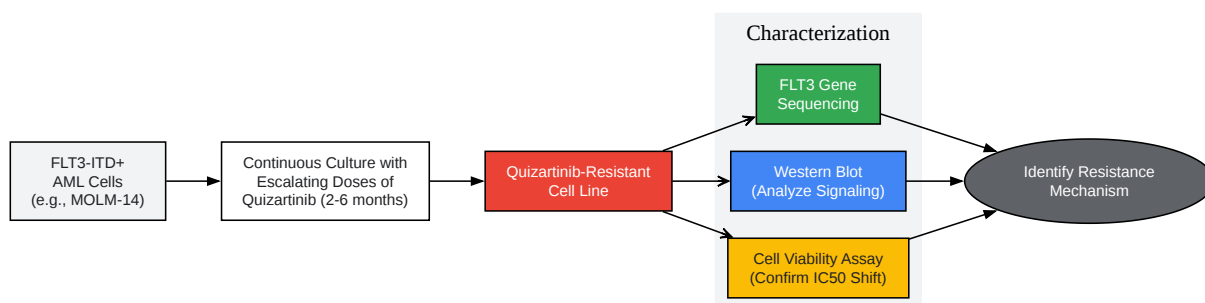 FLT3-ITD+
AML Cells
(e.g., MOLM-14)
Continuous Culture with
Escalating Doses of
Quizartinib (2-6 months)
Quizartinib-Resistant
Cell Line
Characterization
FLT3 Gene
Sequencing
Western Blot
(Analyze Signaling)
Cell Viability Assay
(Confirm IC50 Shift)
Identify Resistance
Mechanism